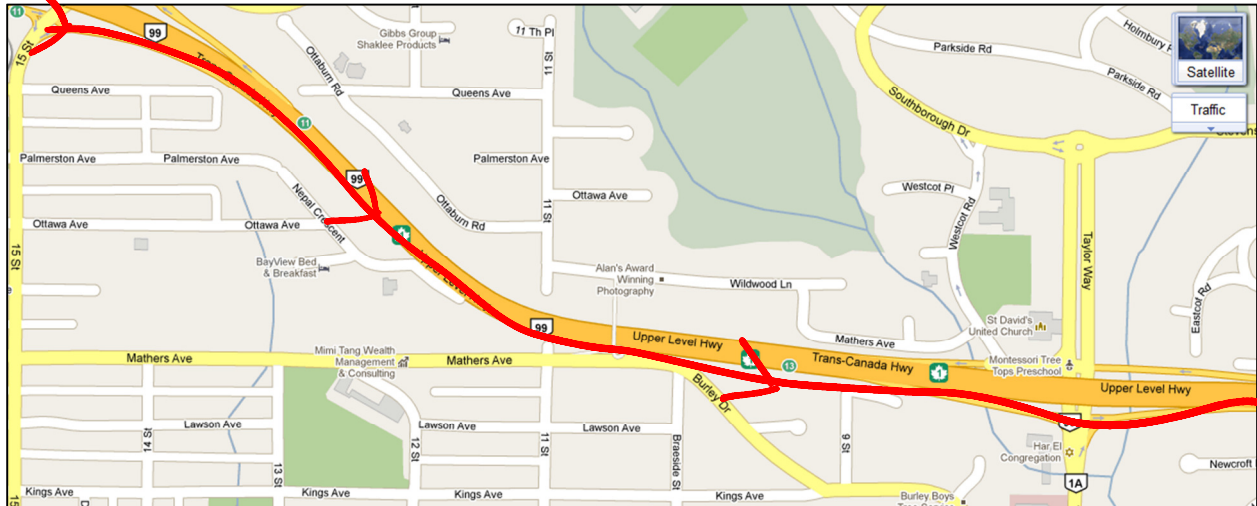 11
99
15 St
Gibbs Group
Shaklee Products
11 Th Pl
11 St
Ottaburn Rd
Parkside Rd
Holmbury
Satellite
Parkside Rd
Traffic
Queens Ave
Queens Ave
11
Southborough Dr
Palmerston Ave
Palmerston Ave
Palmerston Ave
99
Nepal Crescent
Ottawa Ave
Westcot Pl
Westcot Rd
Ottawa Ave
Ottawa Ave
Ottaburn Rd
11 St
15 St
Taylor Way
BayView Bed
& Breakfast
Alan's Award
Winning
Photography
Wildwood Ln
Eastcot Rd
99
St David's
United Church
Upper Level Hwy
Mathers Ave
Mathers Ave
Mimi Tang Wealth
Management
& Consulting
Mathers Ave
13
Trans-Canada Hwy
1
Montessori Tree
Tops Preschool
Upper Level Hwy
Burley Dr
Lawson Ave
Lawson Ave
Lawson Ave
14 St
12 St
11 St
Braeside St
9 St
Har El
Congregation
13 St
Newcroft
1A
Kings Ave
Kings Ave
Kings Ave
Burley Boys